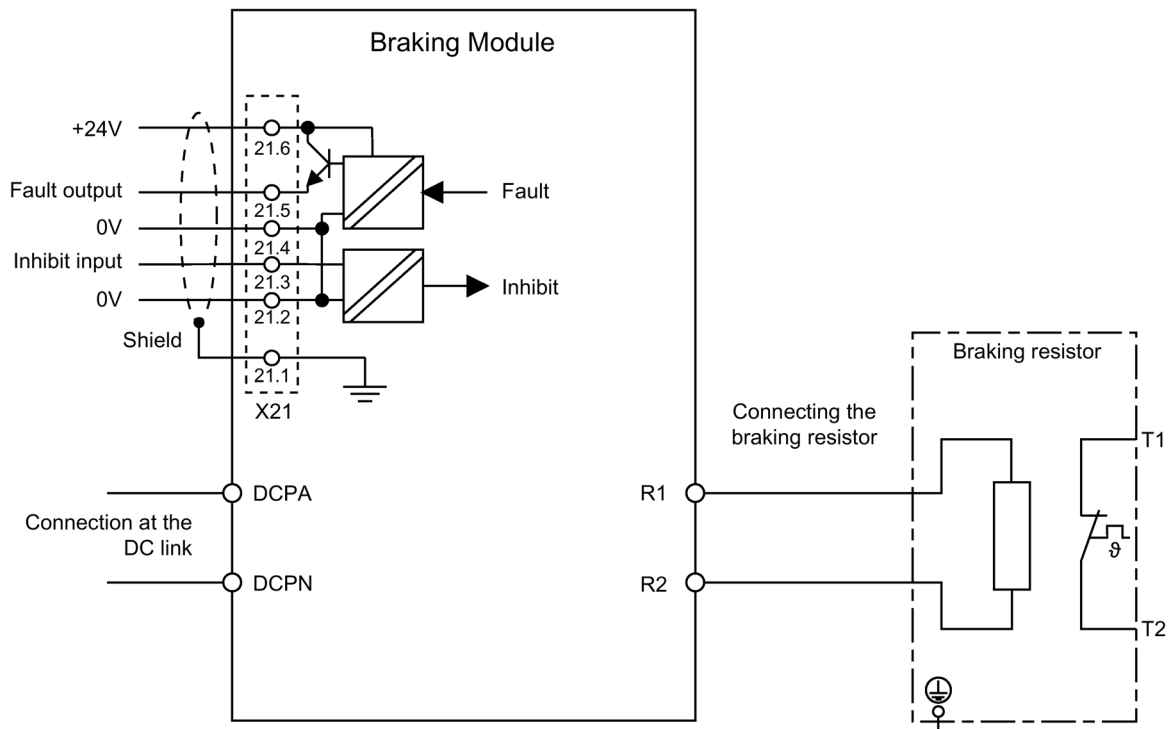 Braking Module
+24V
21.6
Fault output
21.5
Fault
0V
21.4
Inhibit input
21.3
Inhibit
0V
21.2
Shield
21.1
X21
Braking resistor
Connecting the
braking resistor
T1
DCPA
R1
Connection at the
DC link
ϑ
DCPN
R2
T2